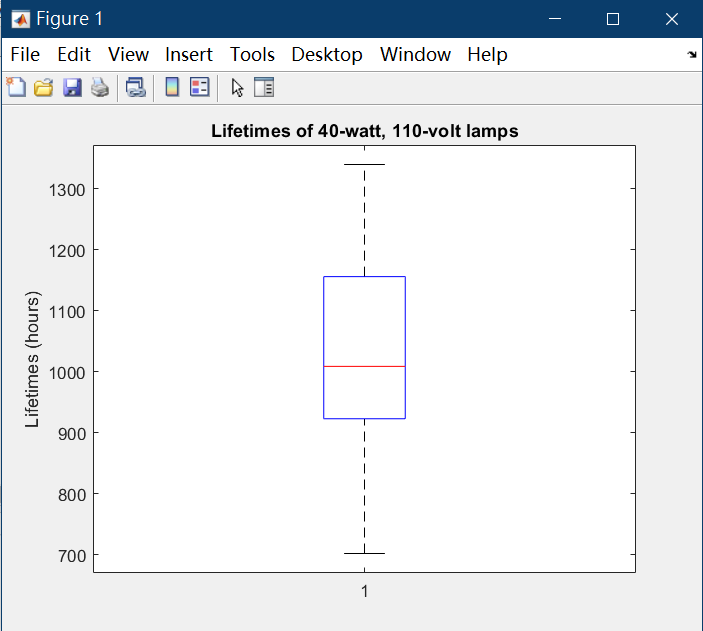 Figure 1
File Edit View Insert Tools Desktop Window Help
Lifetimes of 40-watt, 110-volt lamps
Lifetimes (hours)
1300
1200
1100
1000
900
800
700
1